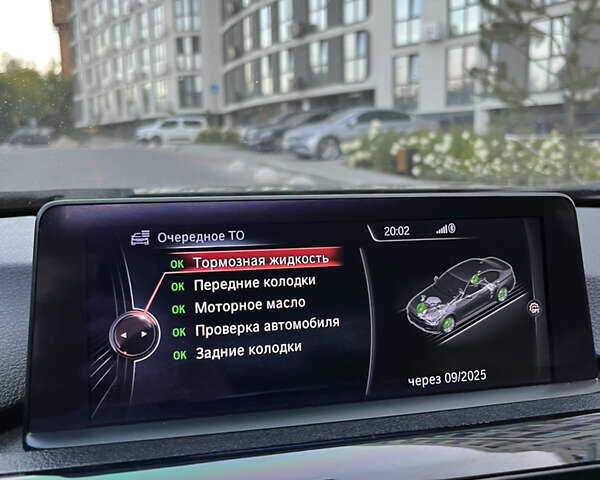 Очередное ТО
20:02
OK Тормозная жидкость
OK Передние колодки
OK Моторное масло
OK Проверка автомобиля
OK Задние колодки
через 09/2025